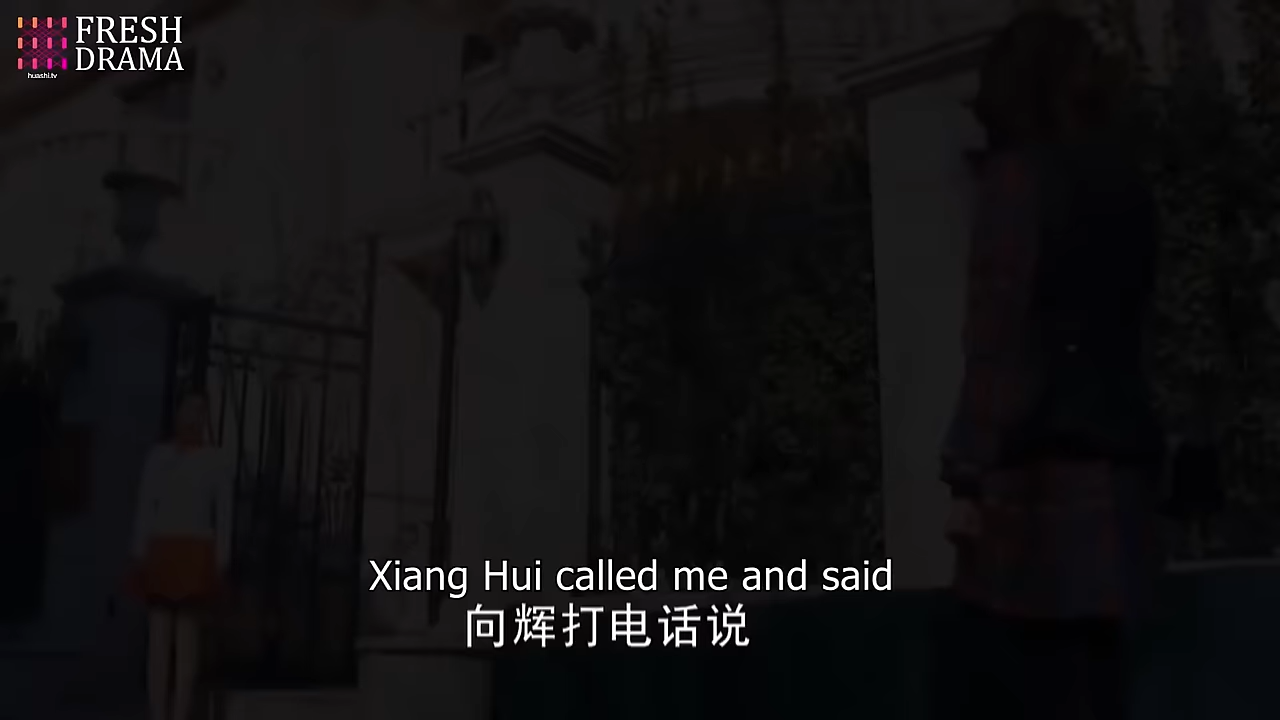 FRESH
DRAMA
huashi.tv
Xiang Hui called me and said
向辉打电话说